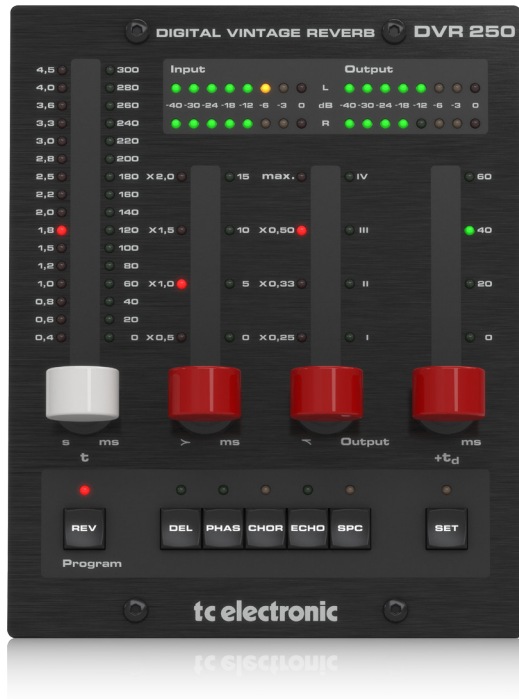 DIGITAL VINTAGE REVERB DVR 250
Input Output
L
-40 -30 -24 -18 -12 -6 -3 0 dB -40 -30 -24 -18 -12 -6 -3 0
R
4,5 300
4,0 280
3,6 260
3,3 240
3,0 220
2,8 200
2,5 180
2,2 160
2,0 140
1,8 120
1,5 100
1,2 80
1,0 60
0,8 40
0,6 20
0,4 0
X2,0 15
X1,5 10
X1,0 5
X0,5 0
max. IV
X0,50 III
X0,33 II
X0,25 I
60
40
20
0
s ms
t
ms
Output
ms
+td
REV DEL PHAS CHOR ECHO SPC SET
Program
tc electronic